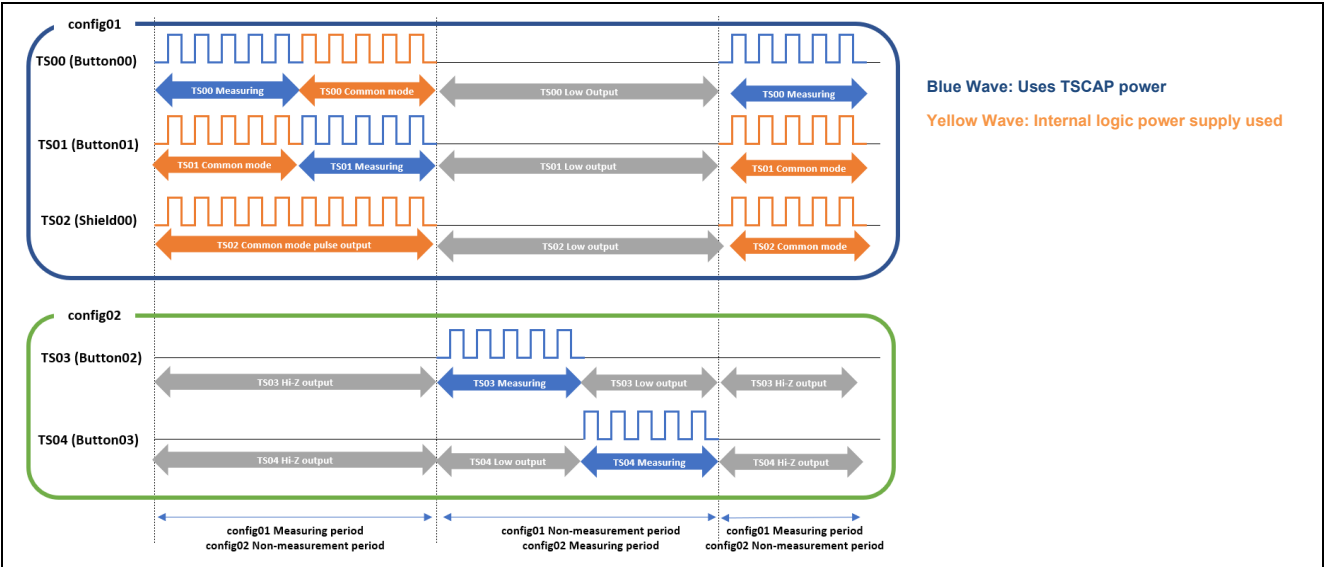 config01
TS00 (Button00)
TS00 Measuring
TS00 Common mode
TS00 Low Output
TS00 Measuring
Blue Wave: Uses TSCAP power
Yellow Wave: Internal logic power supply used
TS01 (Button01)
TS01 Common mode
TS01 Measuring
TS01 Low output
TS01 Common mode
TS02 (Shield00)
TS02 Common mode pulse output
TS02 Low output
TS02 Common mode
config02
TS03 (Button02)
TS03 Hi-Z output
TS03 Measuring
TS03 Low output
TS03 Hi-Z output
TS04 (Button03)
TS04 Hi-Z output
TS04 Low output
TS04 Measuring
TS04 Hi-Z output
config01 Measuring period
config02 Non-measurement period
config01 Non-measurement period
config02 Measuring period
config01 Measuring period
config02 Non-measurement period